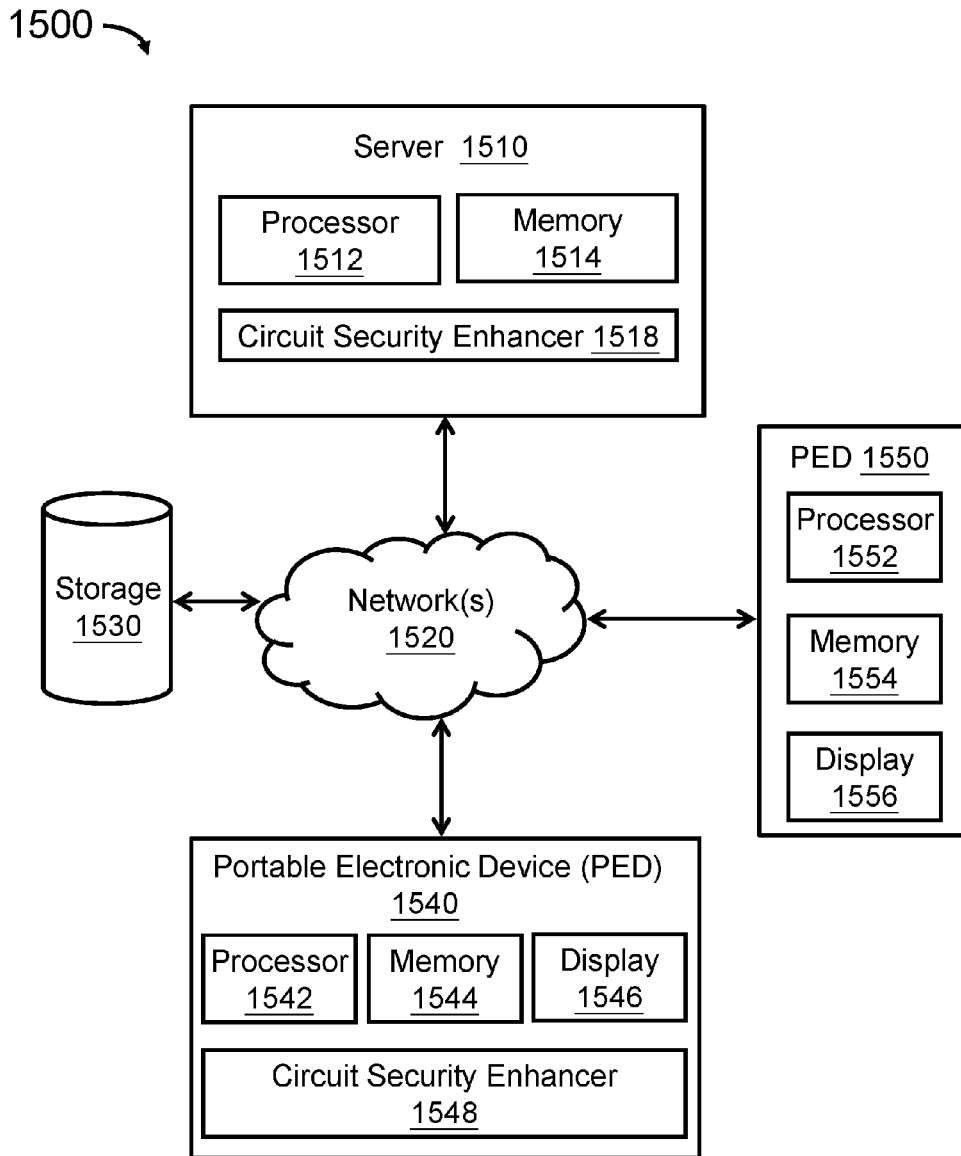 1500
Server 1510
Processor
1512
Memory
1514
Circuit Security Enhancer 1518
PED 1550
Processor
1552
Memory
1554
Display
1556
Storage
1530
Network(s)
1520
Portable Electronic Device (PED)
1540
Processor
1542
Memory
1544
Display
1546
Circuit Security Enhancer
1548